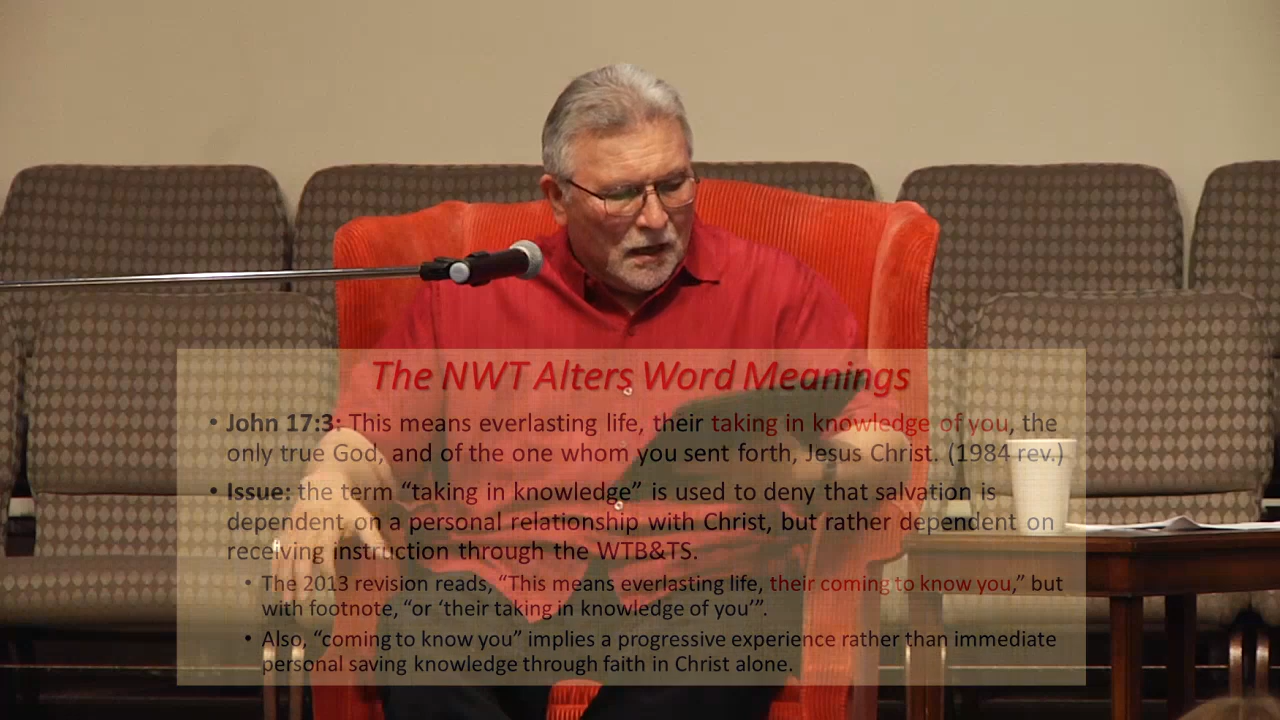 The NWT Alters Word Meanings
• John 17:3: This means everlasting life, their taking in knowledge of you, the
only true God, and of the one whom you sent forth, Jesus Christ. (1984 rev.)
• Issue: the term “taking in knowledge” is used to deny that salvation is
dependent on a personal relationship with Christ, but rather dependent on
receiving instruction through the WTB&TS.
• The 2013 revision reads, “This means everlasting life, their coming to know you,” but
with footnote, “or ‘their taking in knowledge of you’”.
• Also, “coming to know you” implies a progressive experience rather than immediate
personal saving knowledge through faith in Christ alone.